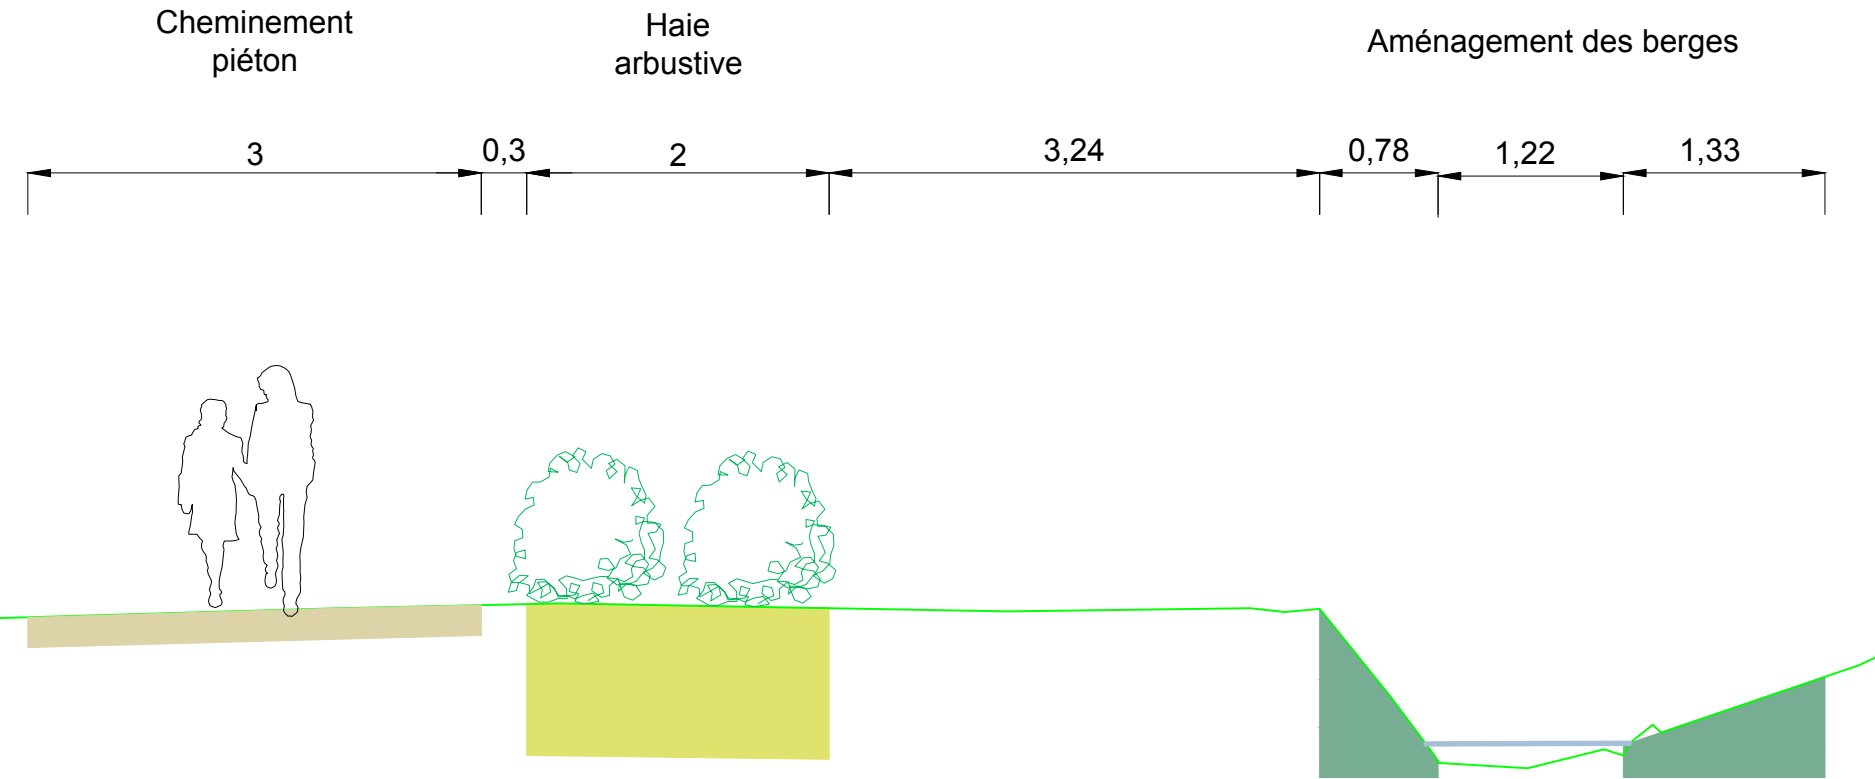 Cheminement
piéton
Haie
arbustive
Aménagement des berges
3
0,3
2
3,24
0,78
1,22
1,33